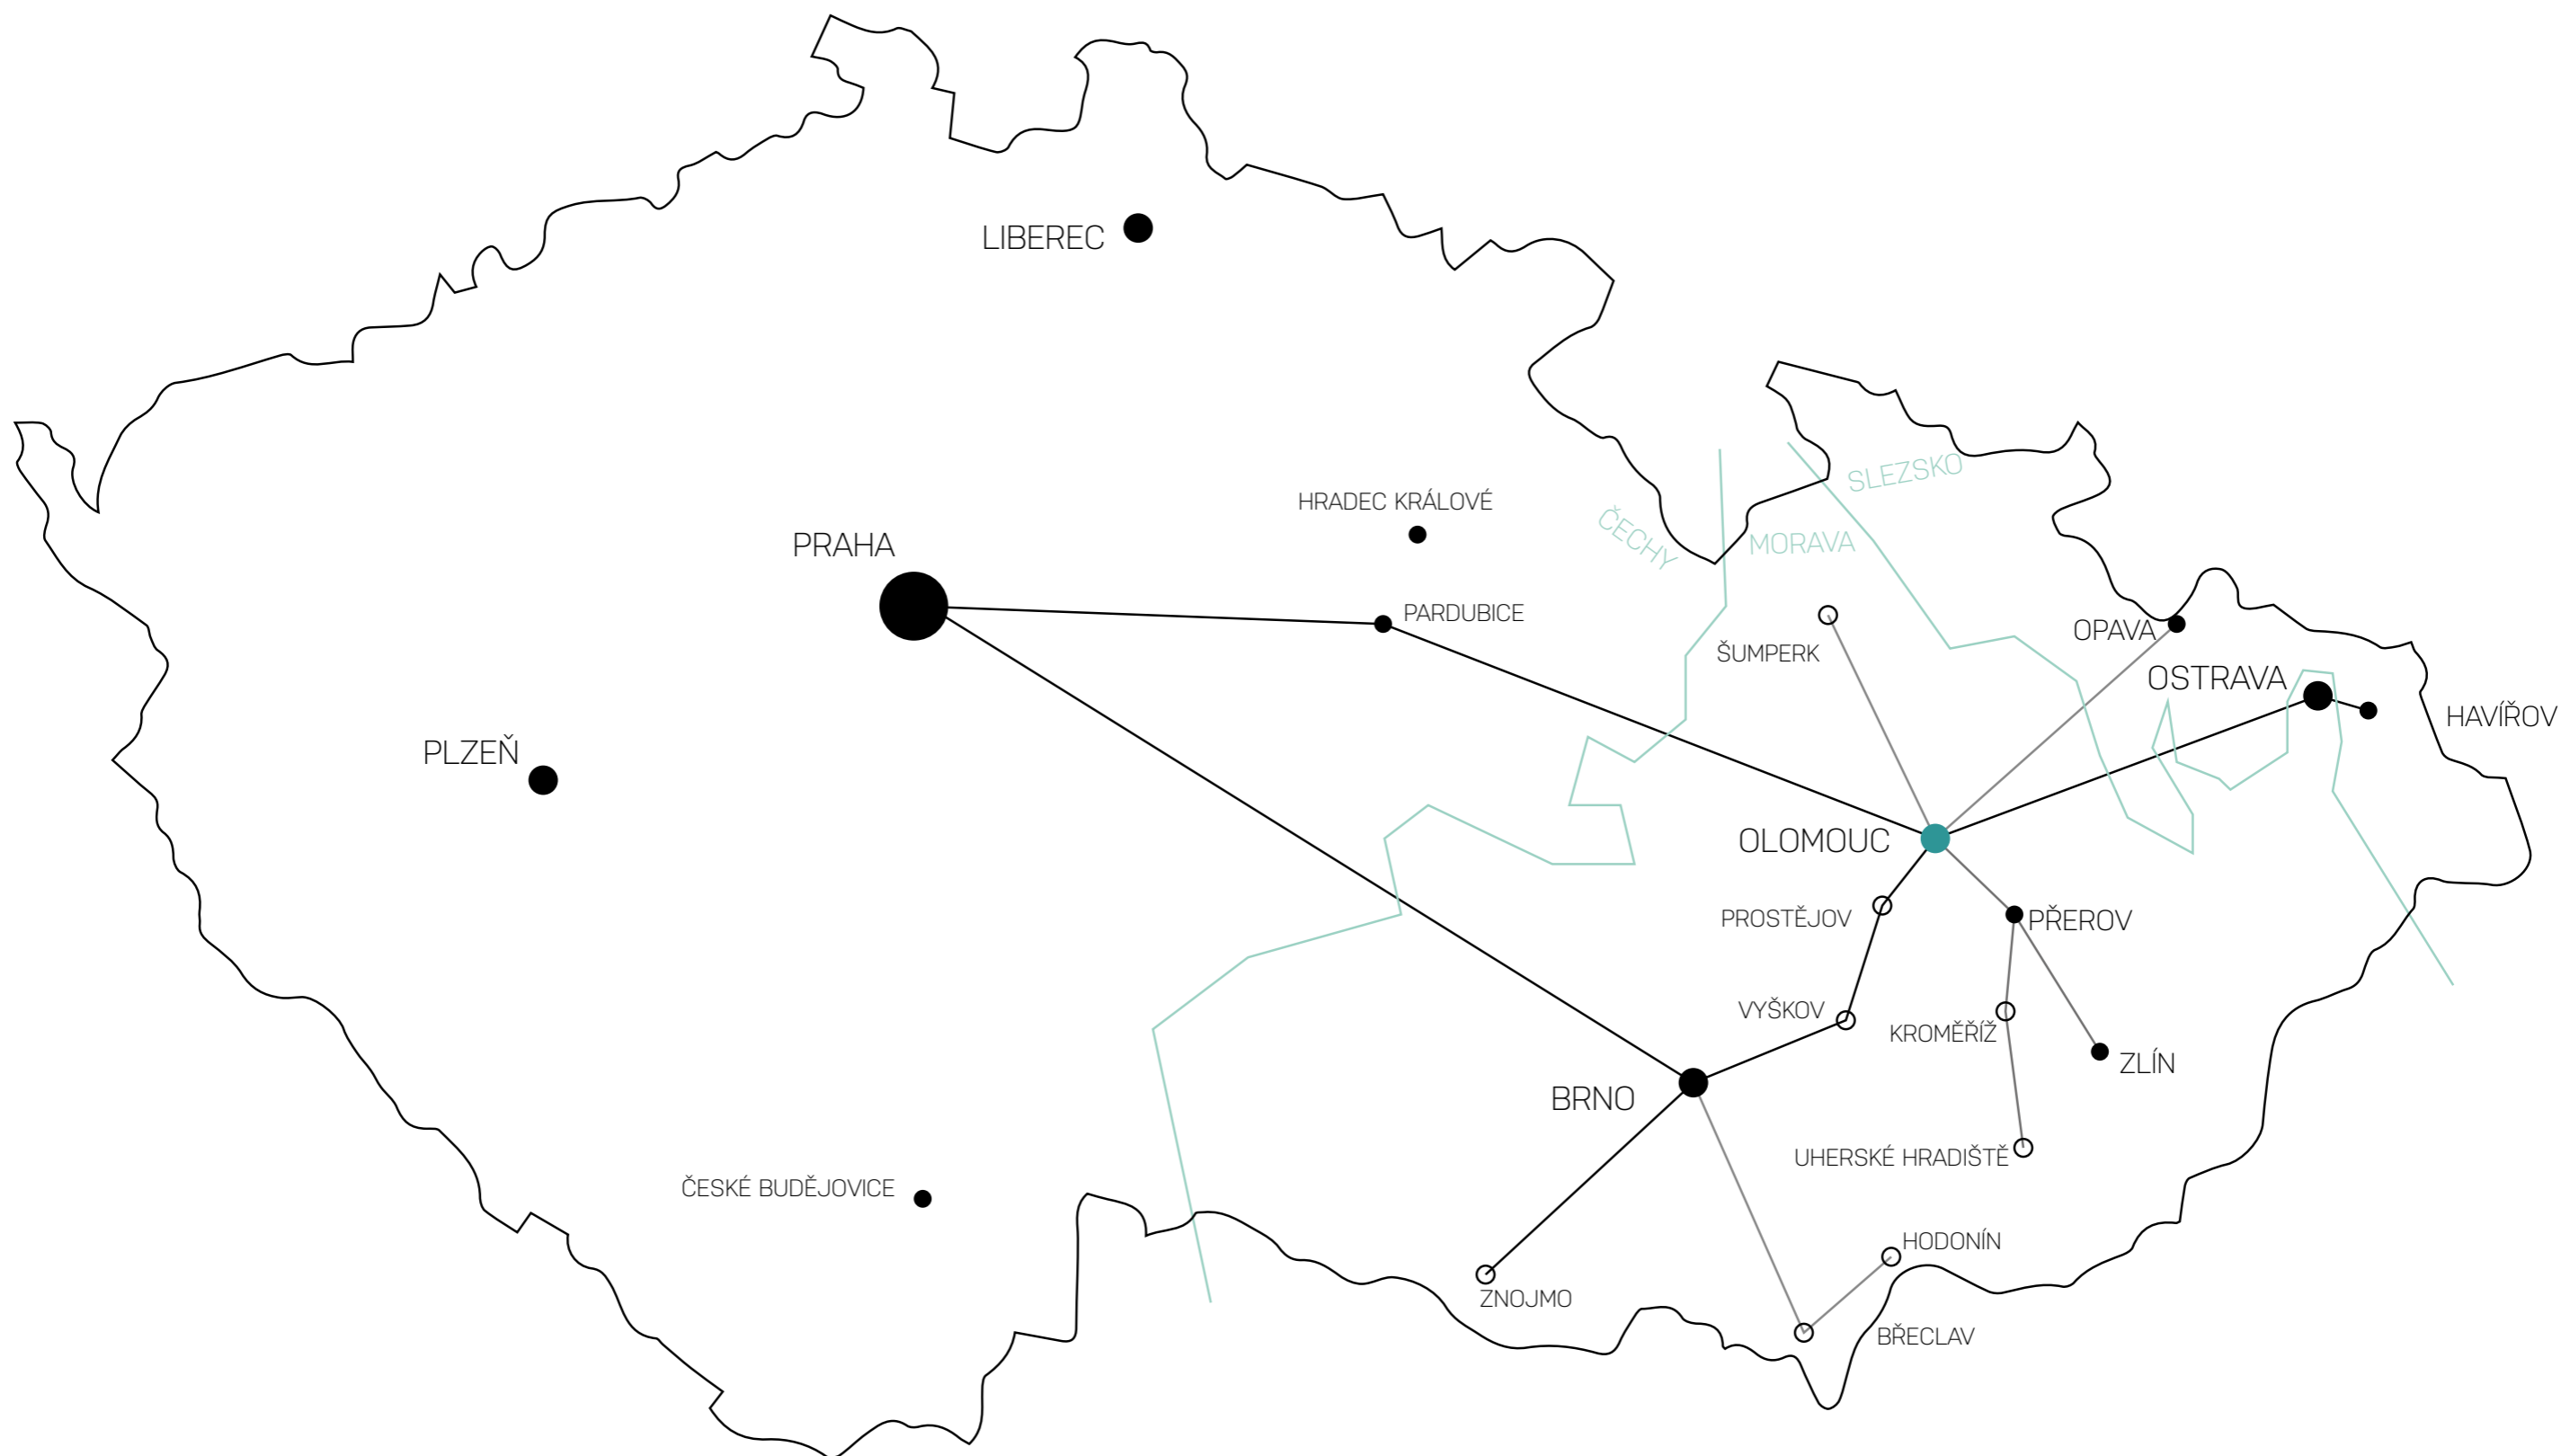 LIBEREC
SLEZSKO
HRADEC KRÁLOVÉ
ČECHY
MORAVA
PRAHA
PARDUBICE
OPAVA
ŠUMPERK
OSTRAVA
HAVÍŘOV
PLZEŇ
OLOMOUC
PROSTĚJOV
PŘEROV
VYŠKOV
KROMĚŘÍŽ
ZLÍN
BRNO
UHERSKÉ HRADIŠTĚ
ČESKÉ BUDĚJOVICE
HODONÍN
ZNOJMO
BŘECLAV